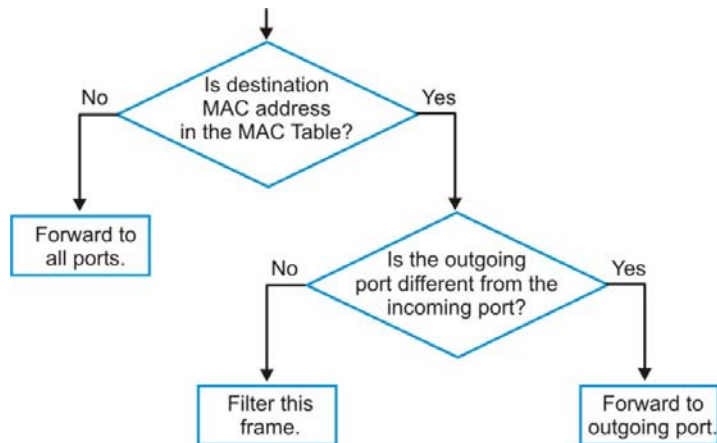 Is destination
MAC address
in the MAC Table?
No
Yes
Forward to
all ports.
Is the outgoing
port different from the
incoming port?
No
Yes
Filter this
frame.
Forward to
outgoing port.